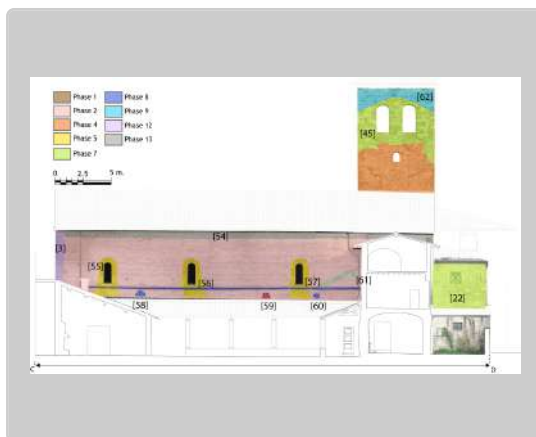 Phase 1
Phase 2
Phase 4
Phase 5
Phase 7
Phase 8
Phase 9
Phase 12
Phase 13
0 2.5 5 m.
[62]
[45]
[54]
[3]
[55]
[56]
[57]
[61]
[58]
[59]
[60]
[22]
C
D